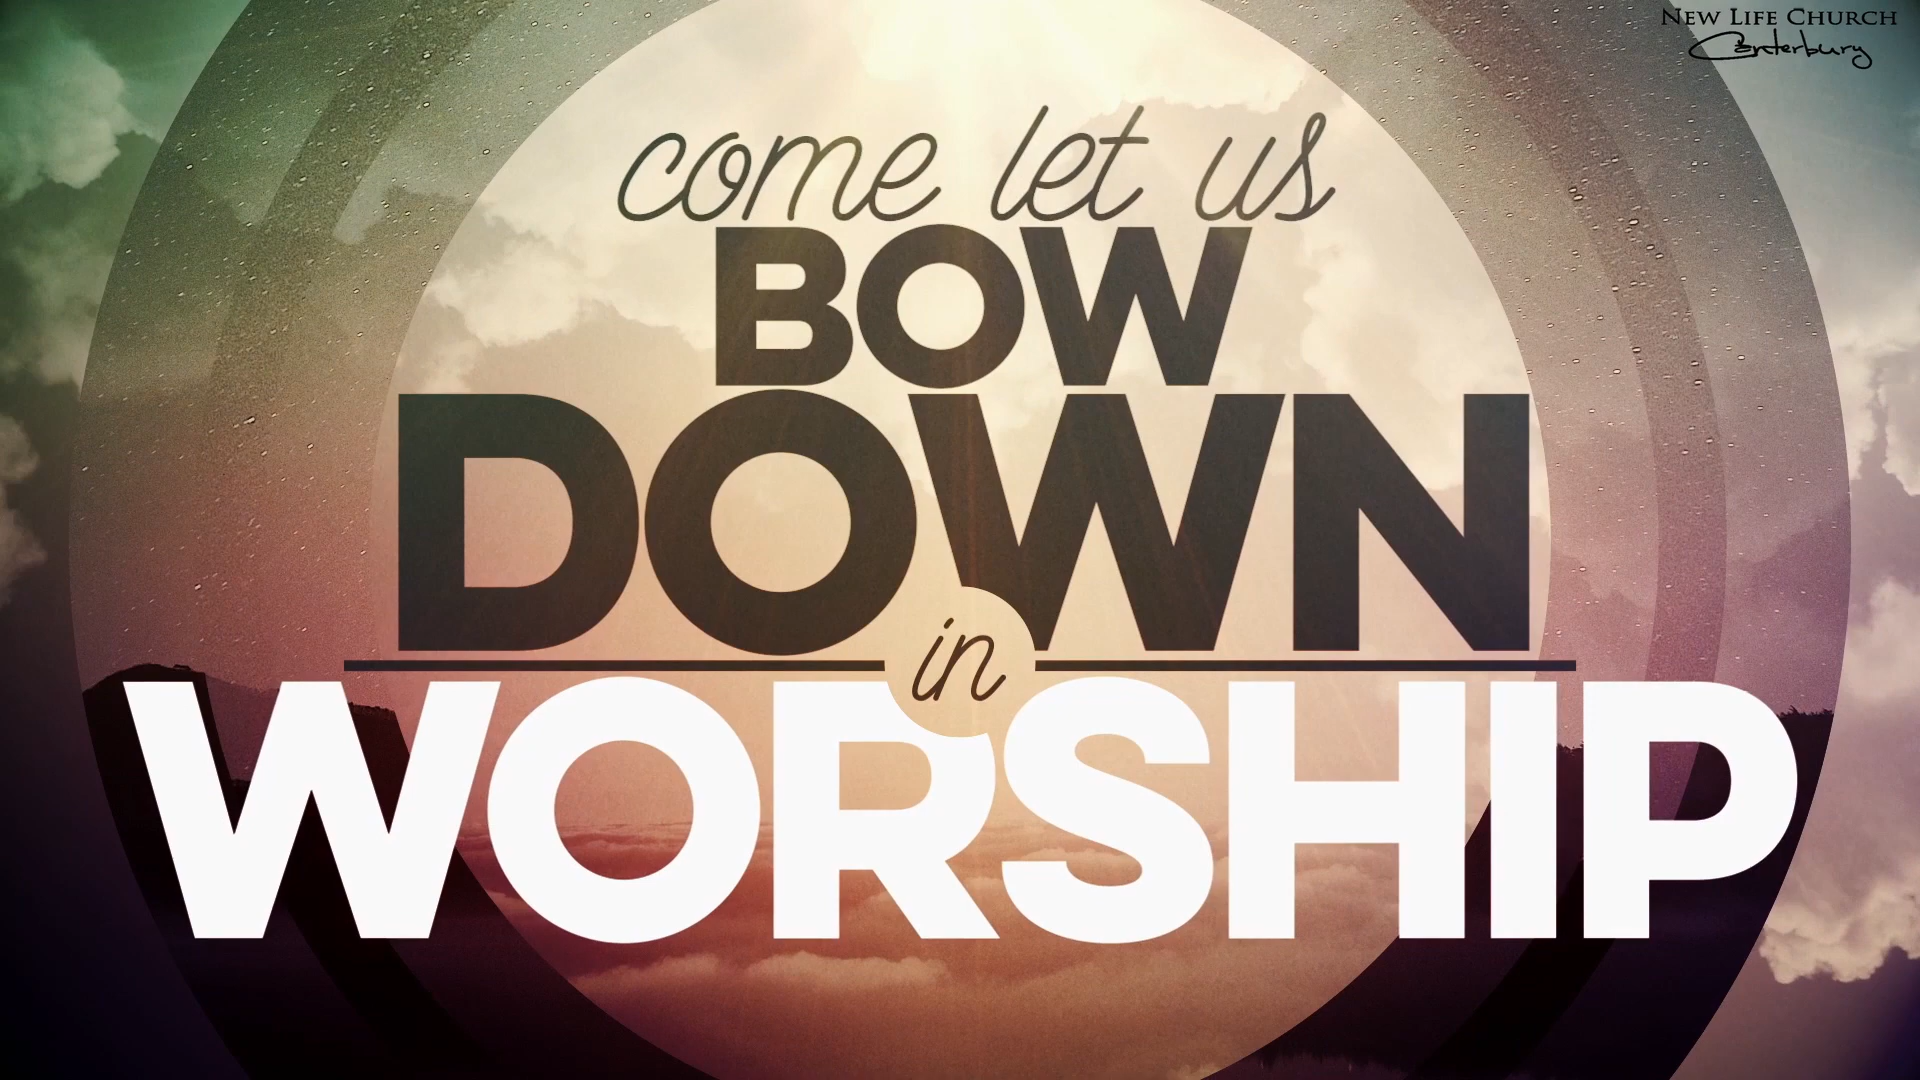 New Life Church
Canterbury
come let us
BOW
DOWN
in
WORSHIP